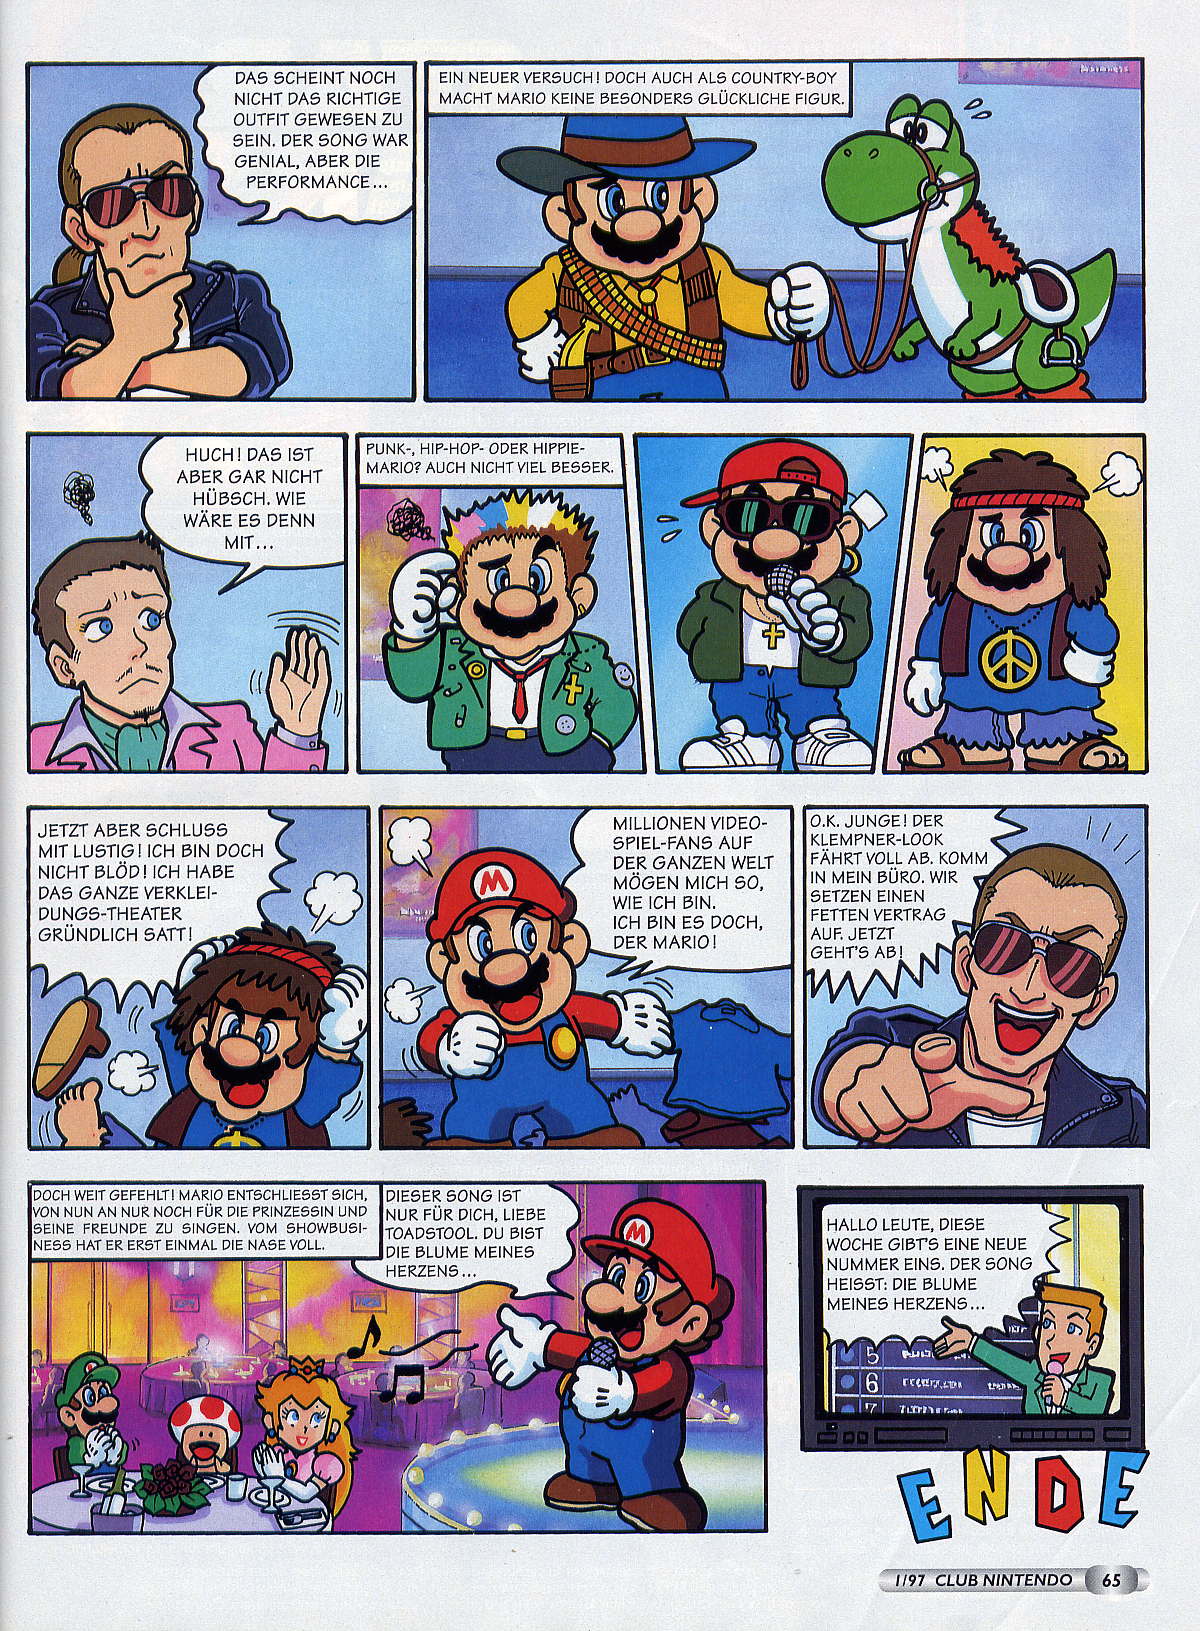 DAS SCHEINT NOCH
NICHT DAS RICHTIGE
OUTFIT GEWESEN ZU
SEIN. DER SONG WAR
GENIAL, ABER DIE
PERFORMANCE...
EIN NEUER VERSUCH! DOCH AUCH ALS COUNTRY-BOY
MACHT MARIO KEINE BESONDERS GLÜCKLICHE FIGUR.
HUCH! DAS IST
ABER GAR NICHT
HÜBSCH. WIE
WÄRE ES DENN
MIT...
PUNK-, HIP-HOP- ODER HIPPIE-
MARIO? AUCH NICHT VIEL BESSER.
JETZT ABER SCHLUSS
MIT LUSTIG! ICH BIN DOCH
NICHT BLÖD! ICH HABE
DAS GANZE VERKLEI-
DUNGS-THEATER
GRÜNDLICH SATT!
M
MILLIONEN VIDEO-
SPIEL-FANS AUF
DER GANZEN WELT
MÖGEN MICH SO,
WIE ICH BIN.
ICH BIN ES DOCH,
DER MARIO!
O.K. JUNGE! DER
KLEMPNER-LOOK
FÄHRT VOLL AB. KOMM
IN MEIN BÜRO. WIR
SETZEN EINEN
FETTEN VERTRAG
AUF. JETZT
GEHT'S AB!
DOCH WEIT GEFEHLT! MARIO ENTSCHLIESST SICH,
VON NUN AN NUR NOCH FÜR DIE PRINZESSIN UND
SEINE FREUNDE ZU SINGEN. VOM SHOWBUSI-
NESS HAT ER ERST EINMAL DIE NASE VOLL.
DIESER SONG IST
NUR FÜR DICH, LIEBE
TOADSTOOL. DU BIST
DIE BLUME MEINES
HERZENS...
M
HALLO LEUTE, DIESE
WOCHE GIBT'S EINE NEUE
NUMMER EINS. DER SONG
HEISST: DIE BLUME
MEINES HERZENS...
5
6
7
ENDE
1/97 CLUB NINTENDO 65